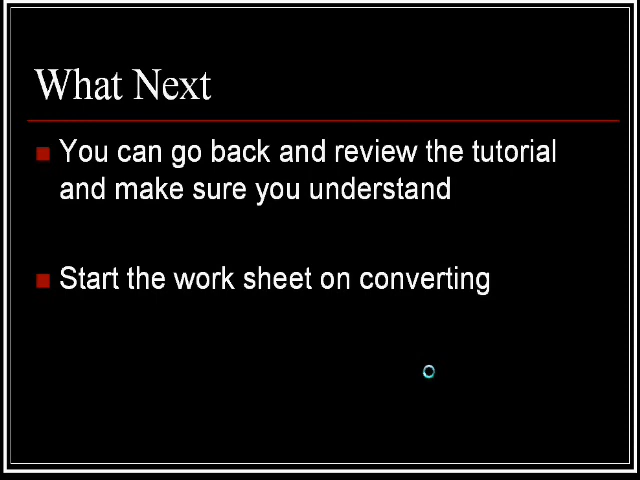 What Next
You can go back and review the tutorial
and make sure you understand
Start the work sheet on converting